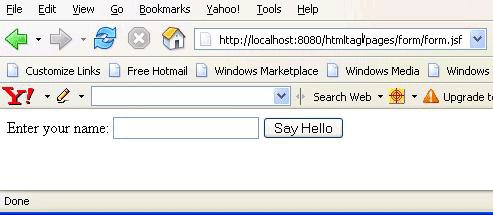 File Edit View Go Bookmarks Yahoo! Tools Help
http://localhost:8080/htmltag/pages/form/form.jsf
Customize Links Free Hotmail Windows Marketplace Windows Media Windows
Y! Search Web Upgrade to
Enter your name: Say Hello
Done